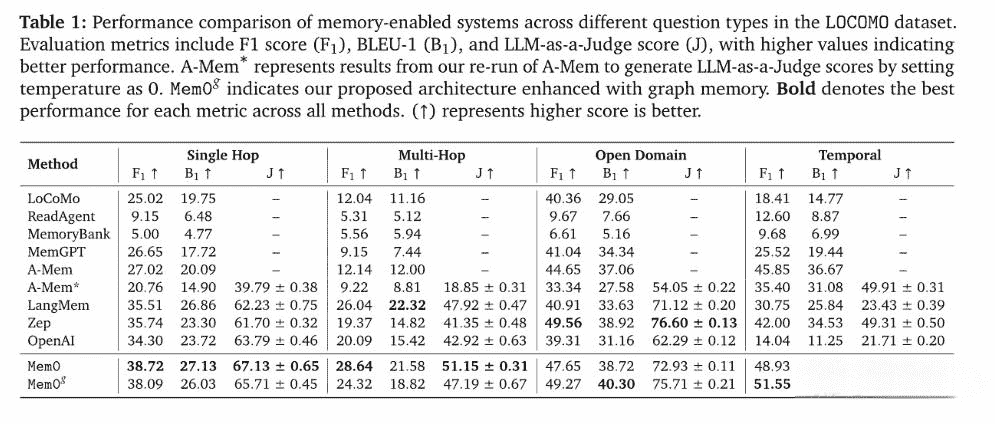 Table 1: Performance comparison of memory-enabled systems across different question types in the LOCOMO dataset.
Evaluation metrics include F1 score (F₁), BLEU-1 (B₁), and LLM-as-a-Judge score (J), with higher values indicating
better performance. A-Mem* represents results from our re-run of A-Mem to generate LLM-as-a-Judge scores by setting
temperature as 0. Mem0ᵍ indicates our proposed architecture enhanced with graph memory. Bold denotes the best
performance for each metric across all methods. (↑) represents higher score is better.
Method Single Hop Multi-Hop Open Domain Temporal
F₁ ↑ B₁ ↑ J ↑ F₁ ↑ B₁ ↑ J ↑ F₁ ↑ B₁ ↑ J ↑ F₁ ↑ B₁ ↑ J ↑
LoCoMo 25.02 19.75 – 12.04 11.16 – 40.36 29.05 – 18.41 14.77 –
ReadAgent 9.15 6.48 – 5.31 5.12 – 9.67 7.66 – 12.60 8.87 –
MemoryBank 5.00 4.77 – 5.56 5.94 – 6.61 5.16 – 9.68 6.99 –
MemGPT 26.65 17.72 – 9.15 7.44 – 41.04 34.34 – 25.52 19.44 –
A-Mem 27.02 20.09 – 12.14 12.00 – 44.65 37.06 – 45.85 36.67 –
A-Mem* 20.76 14.90 39.79 ± 0.38 9.22 8.81 18.85 ± 0.31 33.34 27.58 54.05 ± 0.22 35.40 31.08 49.91 ± 0.31
LangMem 35.51 26.86 62.23 ± 0.75 26.04 22.32 47.92 ± 0.47 40.91 33.63 71.12 ± 0.20 30.75 25.84 23.43 ± 0.39
Zep 35.74 23.30 61.70 ± 0.32 19.37 14.82 41.35 ± 0.48 49.56 38.92 76.60 ± 0.13 42.00 34.53 49.31 ± 0.50
OpenAI 34.30 23.72 63.79 ± 0.46 20.09 15.42 42.92 ± 0.63 39.31 31.16 62.29 ± 0.12 14.04 11.25 21.71 ± 0.20
Mem0 38.72 27.13 67.13 ± 0.65 28.64 21.58 51.15 ± 0.31 47.65 38.72 72.93 ± 0.11 48.93
Mem0ᵍ 38.09 26.03 65.71 ± 0.45 24.32 18.82 47.19 ± 0.67 49.27 40.30 75.71 ± 0.21 51.55